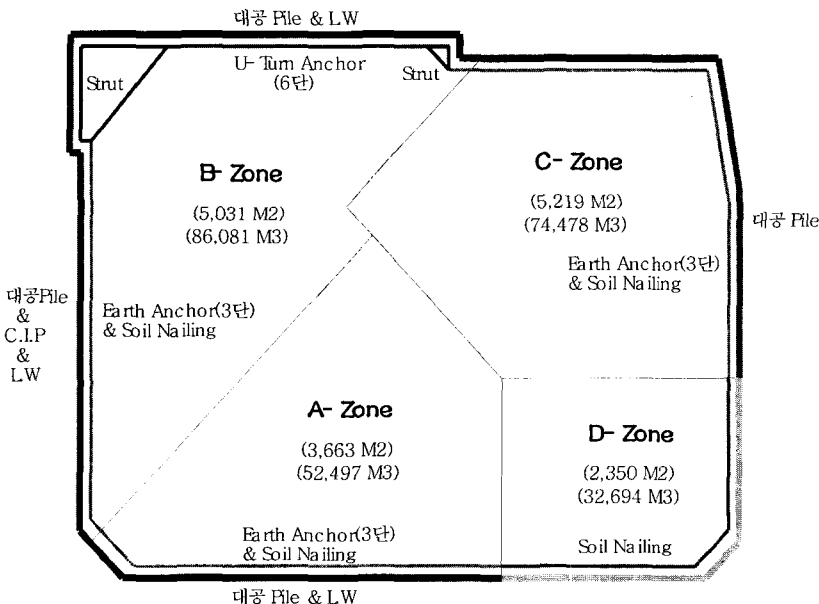 대공 Pile & LW
Strut
U- Turn Anchor
(6단)
Strut
B- Zone
(5,031 M2)
(86,081 M3)
C- Zone
(5,219 M2)
(74,478 M3)
대공 Pile
Earth Anchor(3단)
& Soil Nailing
대공Pile
&
C.I.P
&
LW
Earth Anchor(3단)
& Soil Nailing
A- Zone
(3,663 M2)
(52,497 M3)
D- Zone
(2,350 M2)
(32,694 M3)
Earth Anchor(3단)
& Soil Nailing
Soil Nailing
대공 Pile & LW